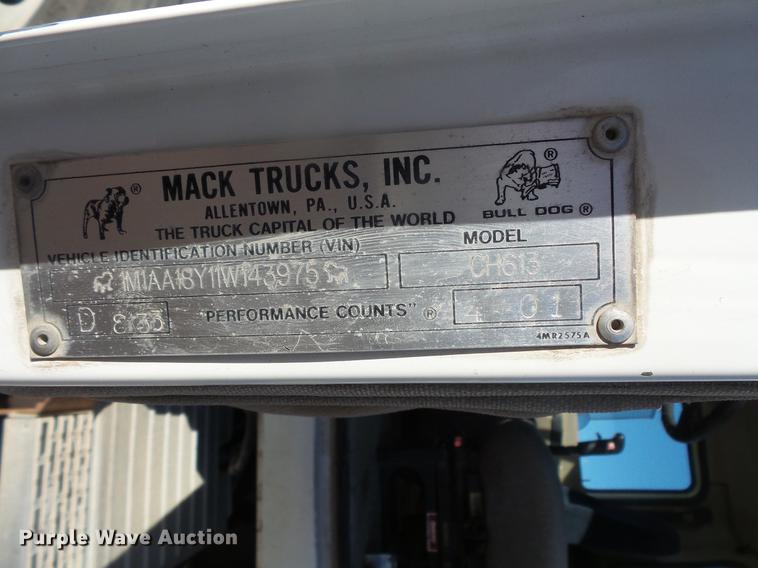 MACK TRUCKS, INC.
ALLENTOWN, PA., U.S.A.
THE TRUCK CAPITAL OF THE WORLD
BULL DOG ®
VEHICLE IDENTIFICATION NUMBER (VIN)
MODEL
1M1AA18Y11W143975
CH613
D 8133
"PERFORMANCE COUNTS" ®
4-01
4MR2575A
Purple Wave Auction